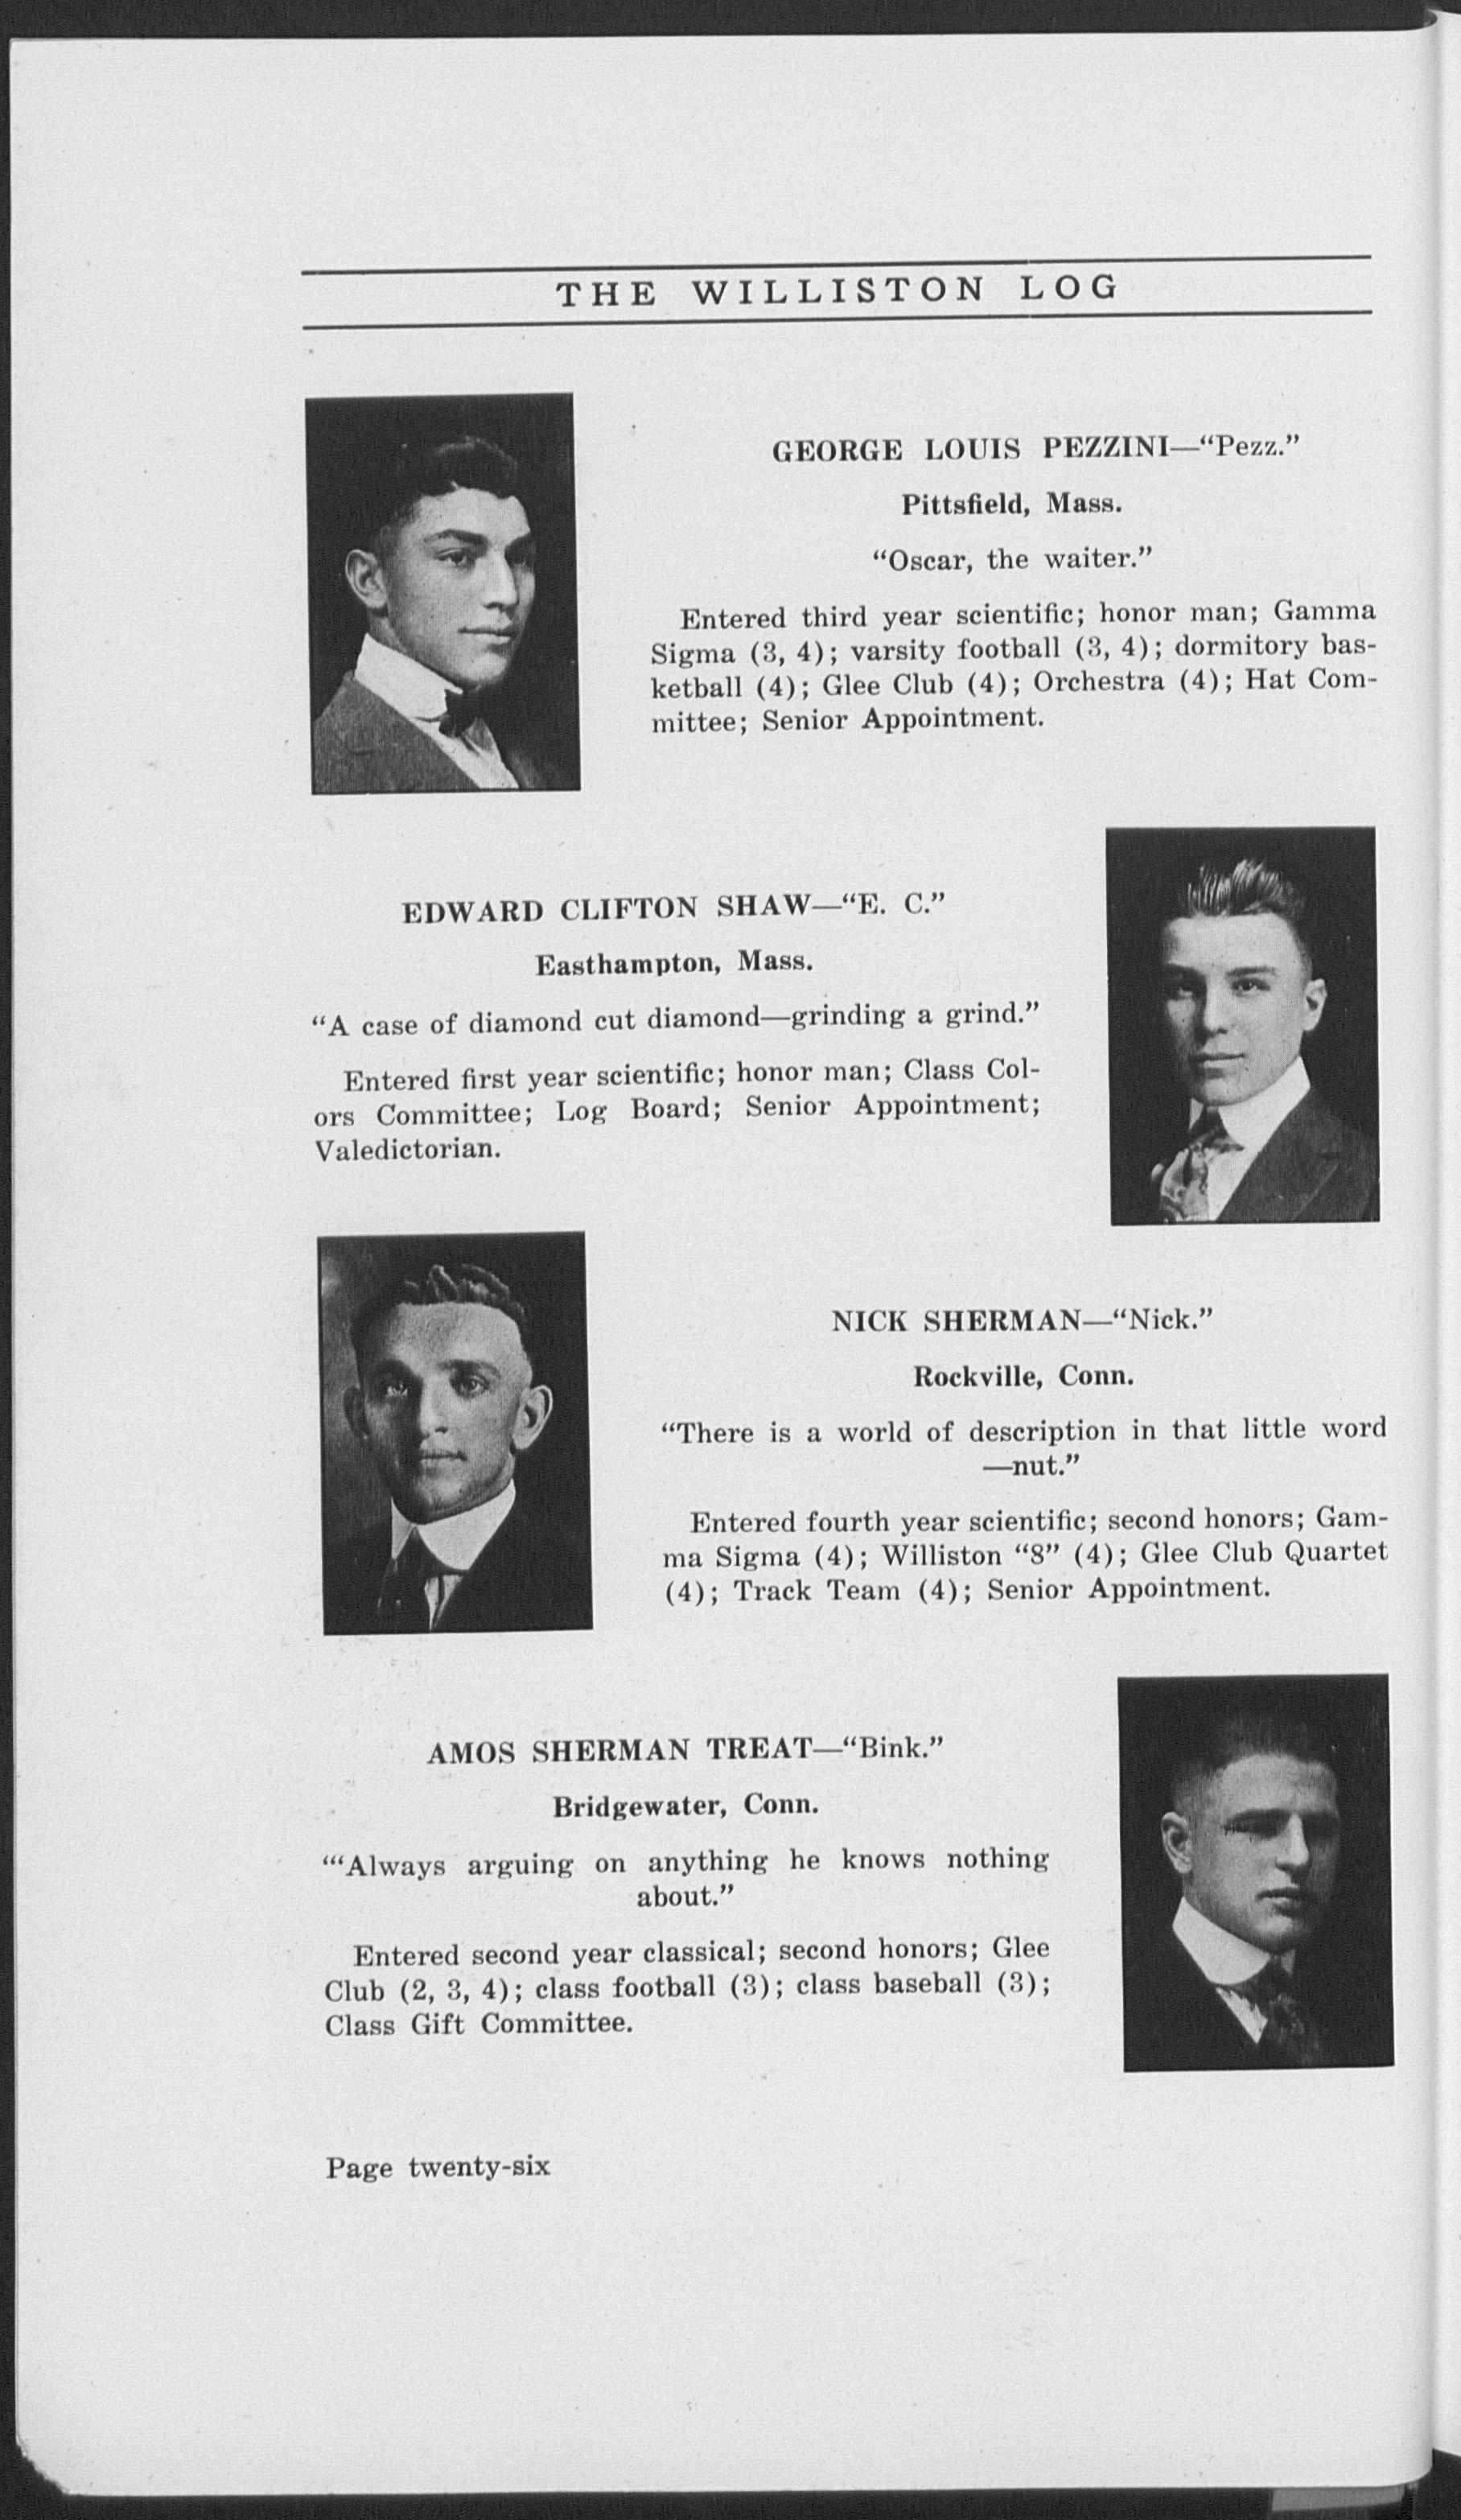 THE WILLISTON LOG
GEORGE LOUIS PEZZINI—“Pezz.”
Pittsfield, Mass.
“Oscar, the waiter.”
Entered third year scientific; honor man; Gamma
Sigma (3, 4); varsity football (3, 4); dormitory bas-
ketball (4); Glee Club (4); Orchestra (4); Hat Com-
mittee; Senior Appointment.
EDWARD CLIFTON SHAW—“E. C.”
Easthampton, Mass.
“A case of diamond cut diamond—grinding a grind.”
Entered first year scientific; honor man; Class Col-
ors Committee; Log Board; Senior Appointment;
Valedictorian.
NICK SHERMAN—“Nick.”
Rockville, Conn.
“There is a world of description in that little word
—nut.”
Entered fourth year scientific; second honors; Gam-
ma Sigma (4); Williston “8” (4); Glee Club Quartet
(4); Track Team (4); Senior Appointment.
AMOS SHERMAN TREAT—“Bink.”
Bridgewater, Conn.
“‘Always arguing on anything he knows nothing
about.”
Entered second year classical; second honors; Glee
Club (2, 3, 4); class football (3); class baseball (3);
Class Gift Committee.
Page twenty-six